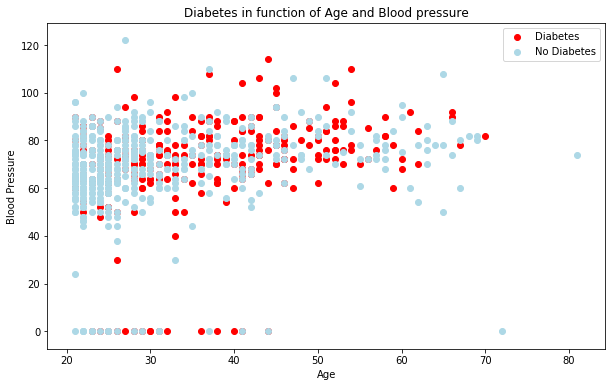 Diabetes in function of Age and Blood pressure
Diabetes
No Diabetes
120
100
80
60
40
20
0
Blood Pressure
20 30 40 50 60 70 80
Age